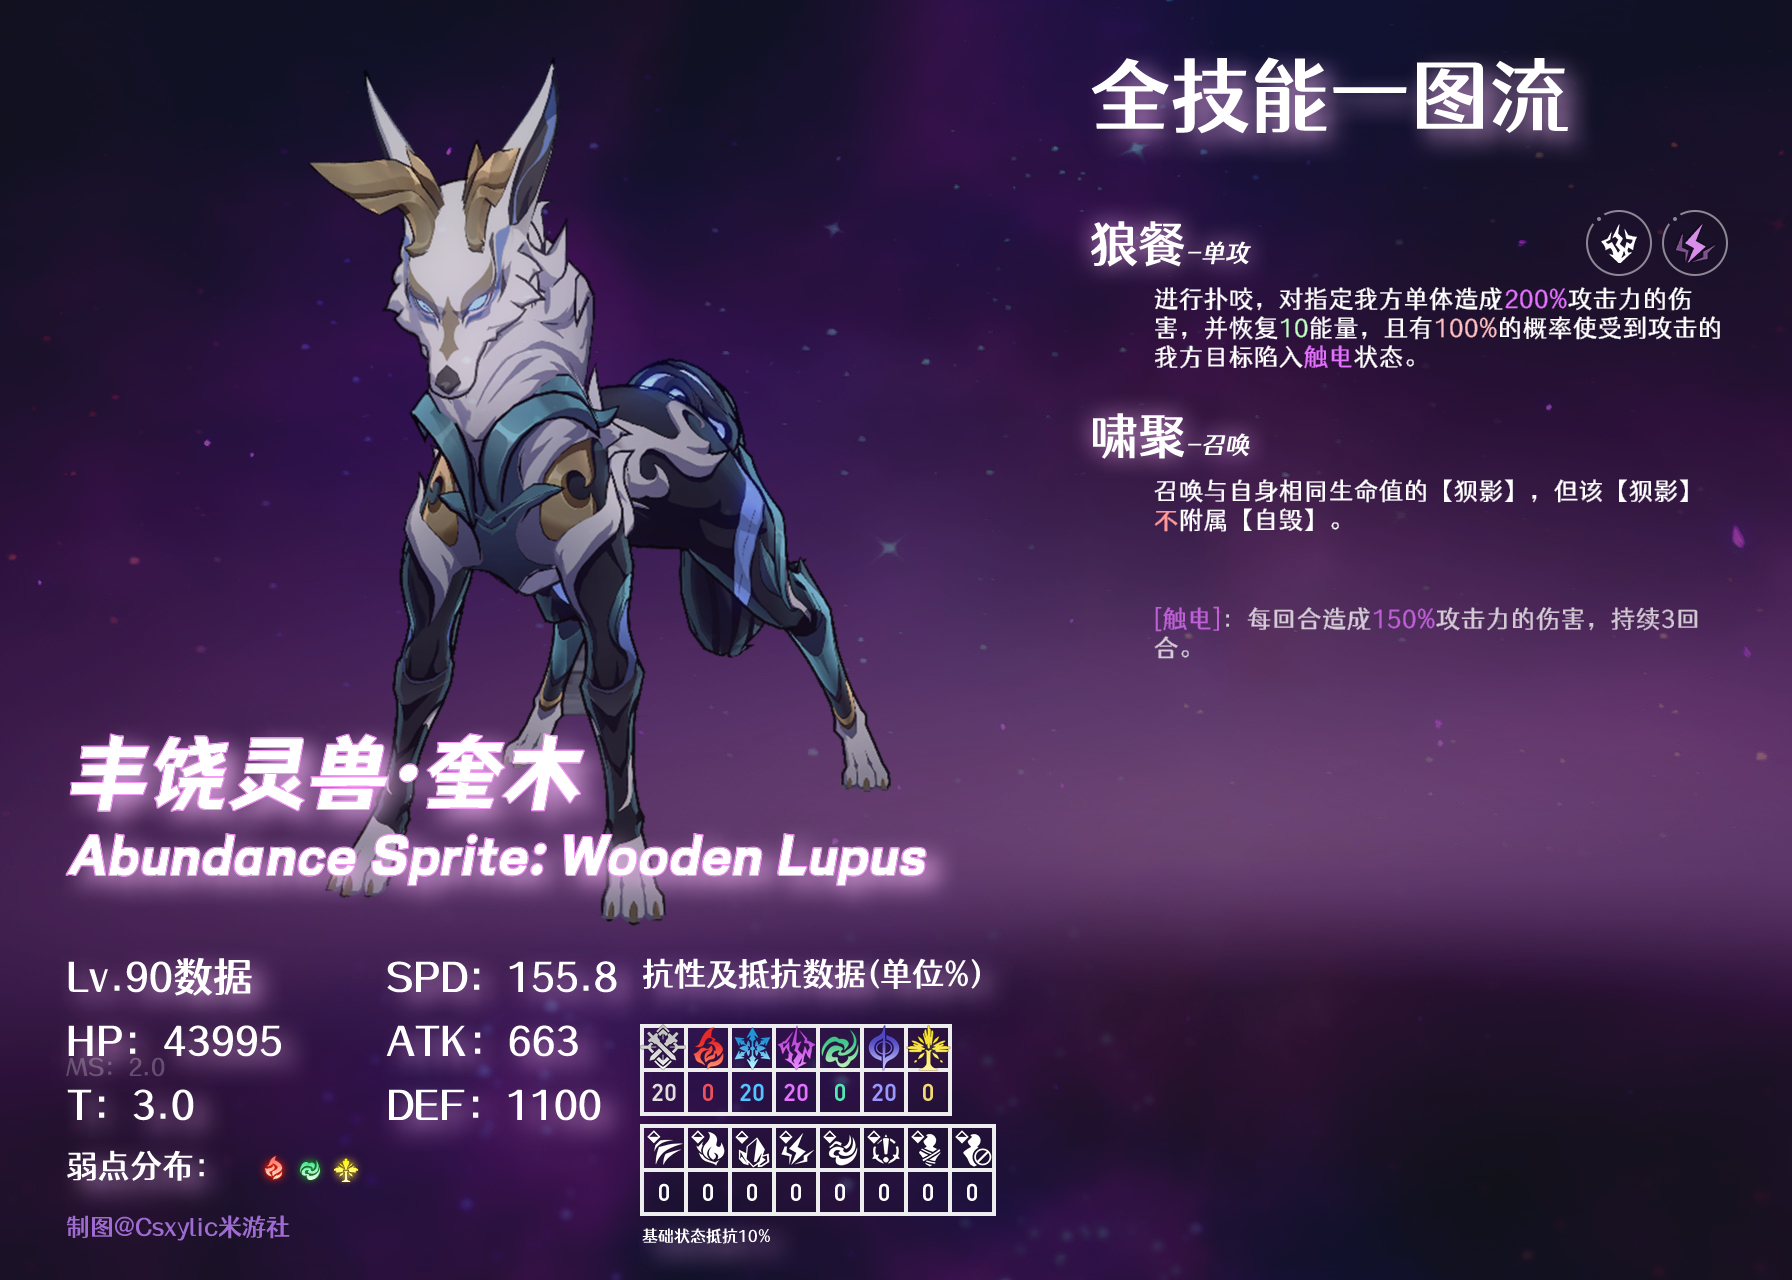 全技能一图流
狼餐-单攻
进行扑咬，对指定我方单体造成200%攻击力的伤
害，并恢复10能量，且有100%的概率使受到攻击的
我方目标陷入触电状态。
啸聚-召唤
召唤与自身相同生命值的【狈影】，但该【狈影】
不附属【自毁】。
[触电]：每回合造成150%攻击力的伤害，持续3回
合。
丰饶灵兽·奎木
Abundance Sprite: Wooden Lupus
Lv.90数据
SPD：155.8
HP：43995
ATK：663
MS：2.0
T：3.0
DEF：1100
弱点分布：
制图@Csxylic米游社
抗性及抵抗数据(单位%)
20 0 20 20 0 20 0
0 0 0 0 0 0 0 0
基础状态抵抗10%